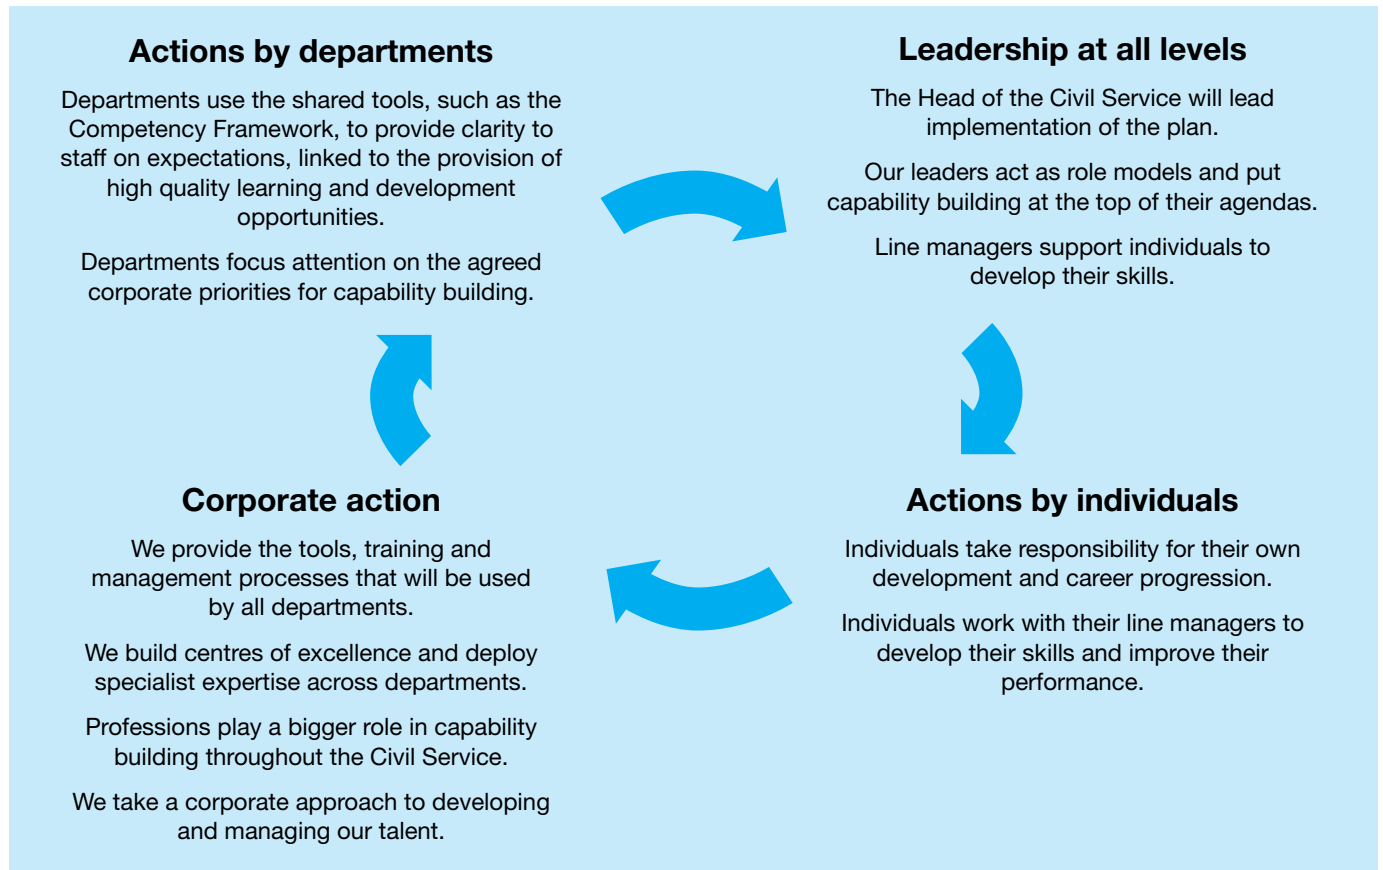 Actions by departments
Departments use the shared tools, such as the
Competency Framework, to provide clarity to
staff on expectations, linked to the provision of
high quality learning and development
opportunities.
Departments focus attention on the agreed
corporate priorities for capability building.
Leadership at all levels
The Head of the Civil Service will lead
implementation of the plan.
Our leaders act as role models and put
capability building at the top of their agendas.
Line managers support individuals to
develop their skills.
Corporate action
We provide the tools, training and
management processes that will be used
by all departments.
We build centres of excellence and deploy
specialist expertise across departments.
Professions play a bigger role in capability
building throughout the Civil Service.
We take a corporate approach to developing
and managing our talent.
Actions by individuals
Individuals take responsibility for their own
development and career progression.
Individuals work with their line managers to
develop their skills and improve their
performance.